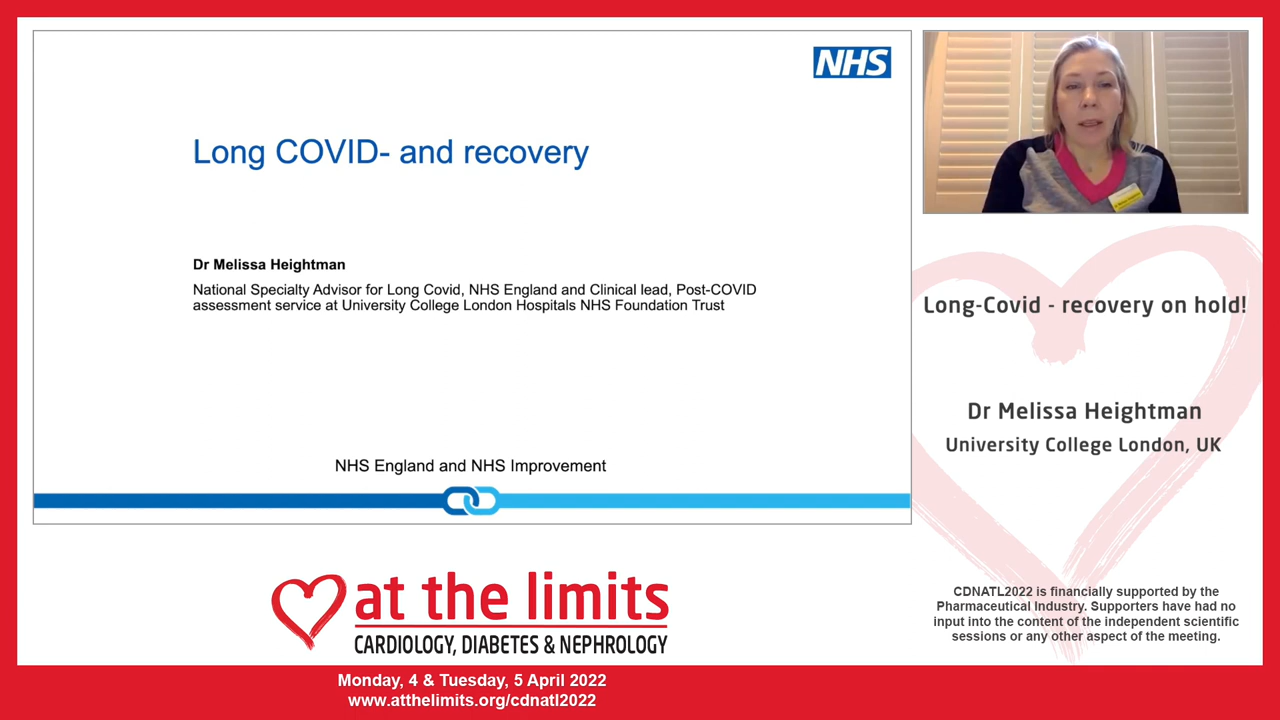 NHS
Long COVID- and recovery
Dr Melissa Heightman
National Specialty Advisor for Long Covid, NHS England and Clinical lead, Post-COVID
assessment service at University College London Hospitals NHS Foundation Trust
NHS England and NHS Improvement
Long-Covid - recovery on hold!
Dr Melissa Heightman
University College London, UK
at the limits
CARDIOLOGY, DIABETES & NEPHROLOGY
CDNATL2022 is financially supported by the
Pharmaceutical Industry. Supporters have had no
input into the content of the independent scientific
sessions or any other aspect of the meeting.
Monday, 4 & Tuesday, 5 April 2022
www.atthelimits.org/cdnatl2022